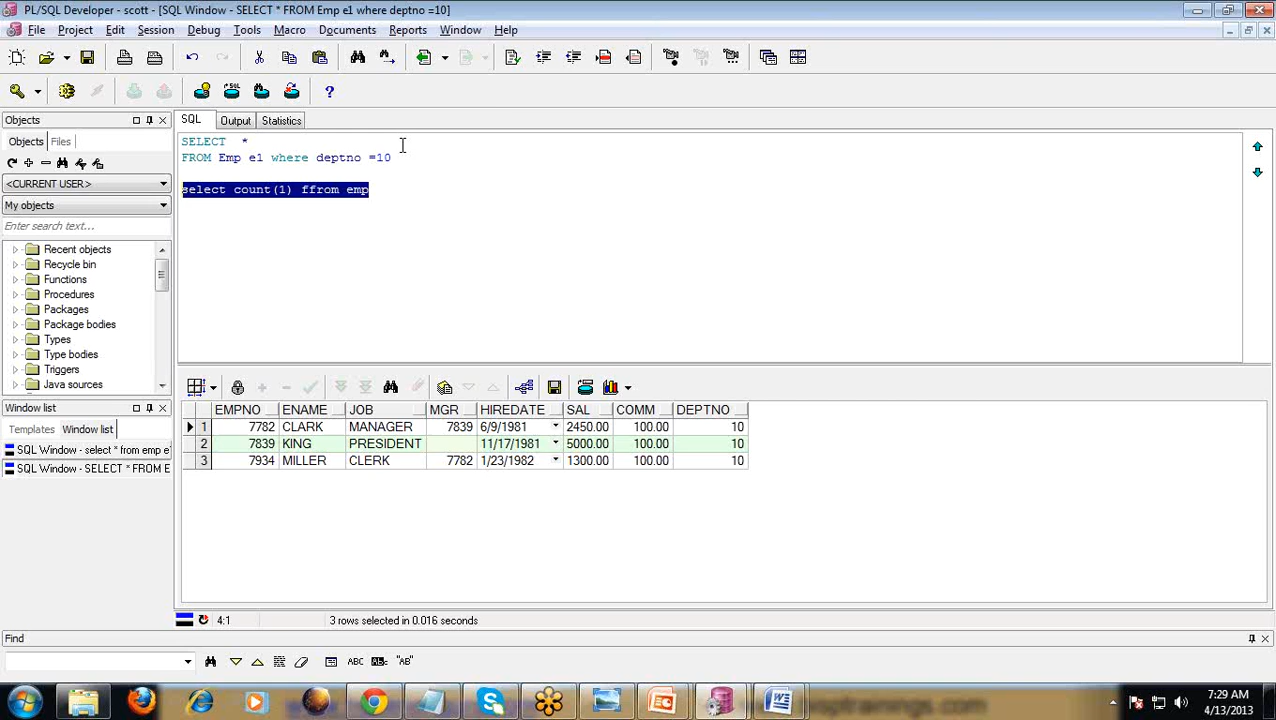 PL/SQL Developer - scott - [SQL Window - SELECT * FROM Emp e1 where deptno =10]
File Project Edit Session Debug Tools Macro Documents Reports Window Help
SQL
?
Objects
SQL Output Statistics
Objects Files
<CURRENT USER>
My objects
Enter search text...
Recent objects
Recycle bin
Functions
Procedures
Packages
Package bodies
Types
Type bodies
Triggers
Java sources
SELECT *
FROM Emp e1 where deptno =10
select count(1) ffrom emp
Window list
Templates Window list
SQL Window - select * from emp e
SQL Window - SELECT * FROM E
EMPNO ENAME JOB MGR HIREDATE SAL COMM DEPTNO
1 7782 CLARK MANAGER 7839 6/9/1981 2450.00 100.00 10
2 7839 KING PRESIDENT 11/17/1981 5000.00 100.00 10
3 7934 MILLER CLERK 7782 1/23/1982 1300.00 100.00 10
4:1 3 rows selected in 0.016 seconds
Find
ABC ABc "AB"
7:29 AM
4/13/2013